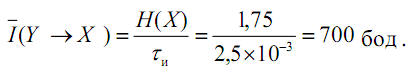 Ī(Y → X) = H(X) / τи = 1,75 / 2,5×10⁻³ = 700 бод.